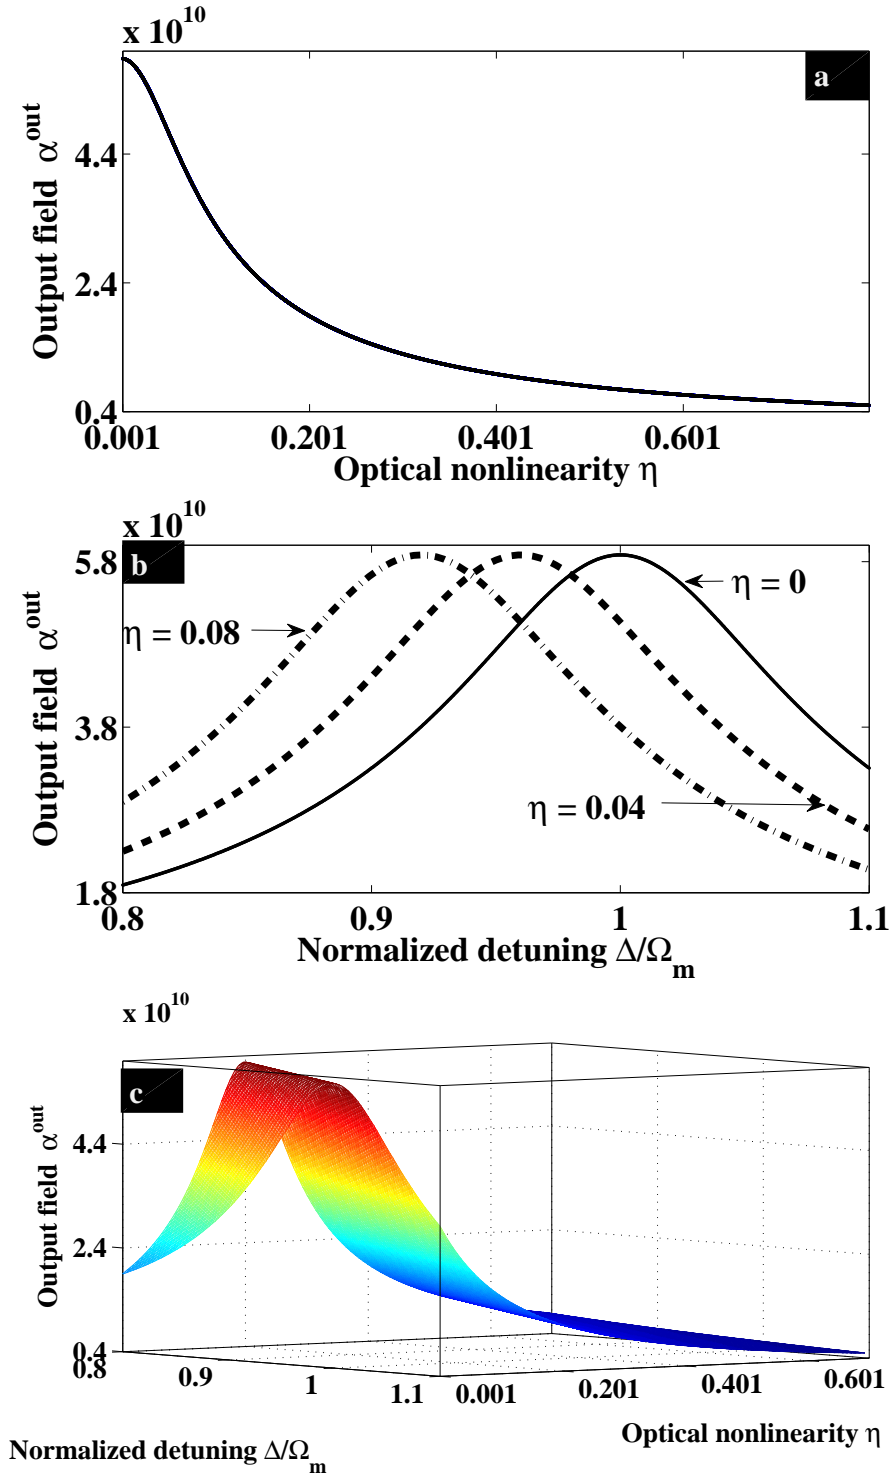 x 10^10
a
Output field α^out
4.4
2.4
0.4
0.001 0.201 0.401 0.601
Optical nonlinearity η
x 10^10
b
Output field α^out
5.8
3.8
1.8
η = 0
η = 0.08
η = 0.04
0.8 0.9 1 1.1
Normalized detuning Δ/Ω_m
x 10^10
c
Output field α^out
4.4
2.4
0.4
0.8 0.9 1 1.1
0.001 0.201 0.401 0.601
Optical nonlinearity η
Normalized detuning Δ/Ω_m